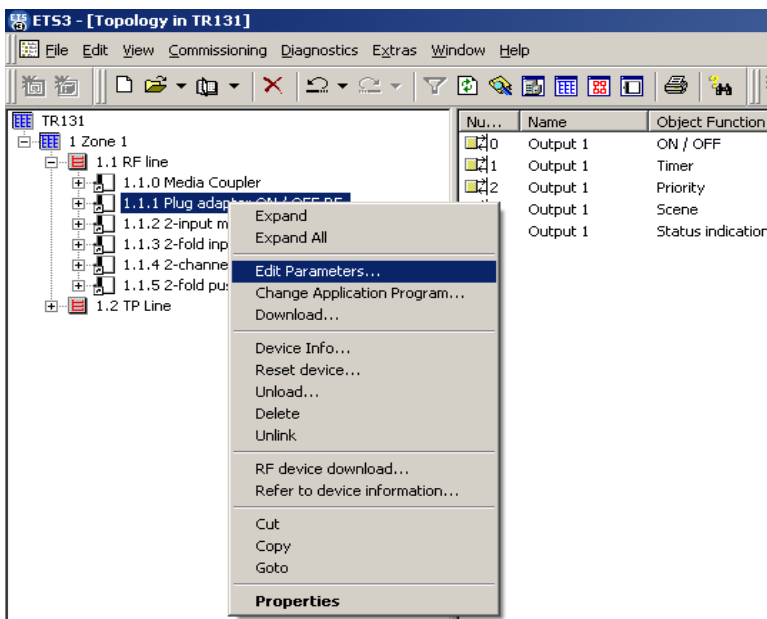 ETS3 - [Topology in TR131]
File Edit View Commissioning Diagnostics Extras Window Help
TR131
1 Zone 1
1.1 RF line
1.1.0 Media Coupler
1.1.1 Plug adaptor ON / OFF RF
1.1.2 2-input m
1.1.3 2-fold inp
1.1.4 2-channe
1.1.5 2-fold pu
1.2 TP Line
Expand
Expand All
Edit Parameters...
Change Application Program...
Download...
Device Info...
Reset device...
Unload...
Delete
Unlink
RF device download...
Refer to device information...
Cut
Copy
Goto
Properties
Nu... Name Object Function
0 Output 1 ON / OFF
1 Output 1 Timer
2 Output 1 Priority
Output 1 Scene
Output 1 Status indication